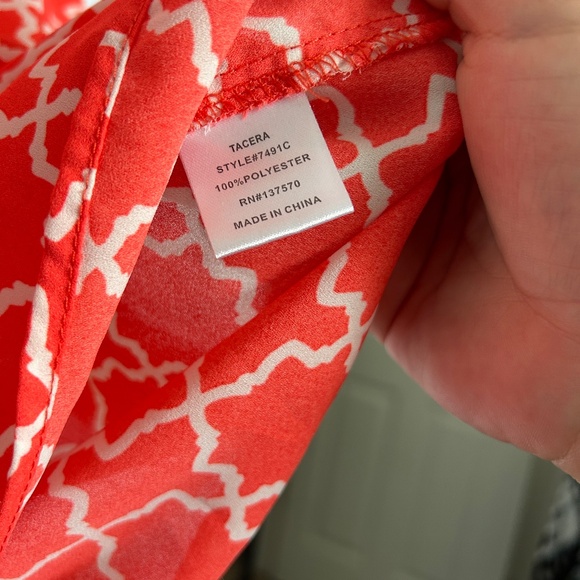 TACERA
STYLE#7491C
100%POLYESTER
RN#137570
MADE IN CHINA